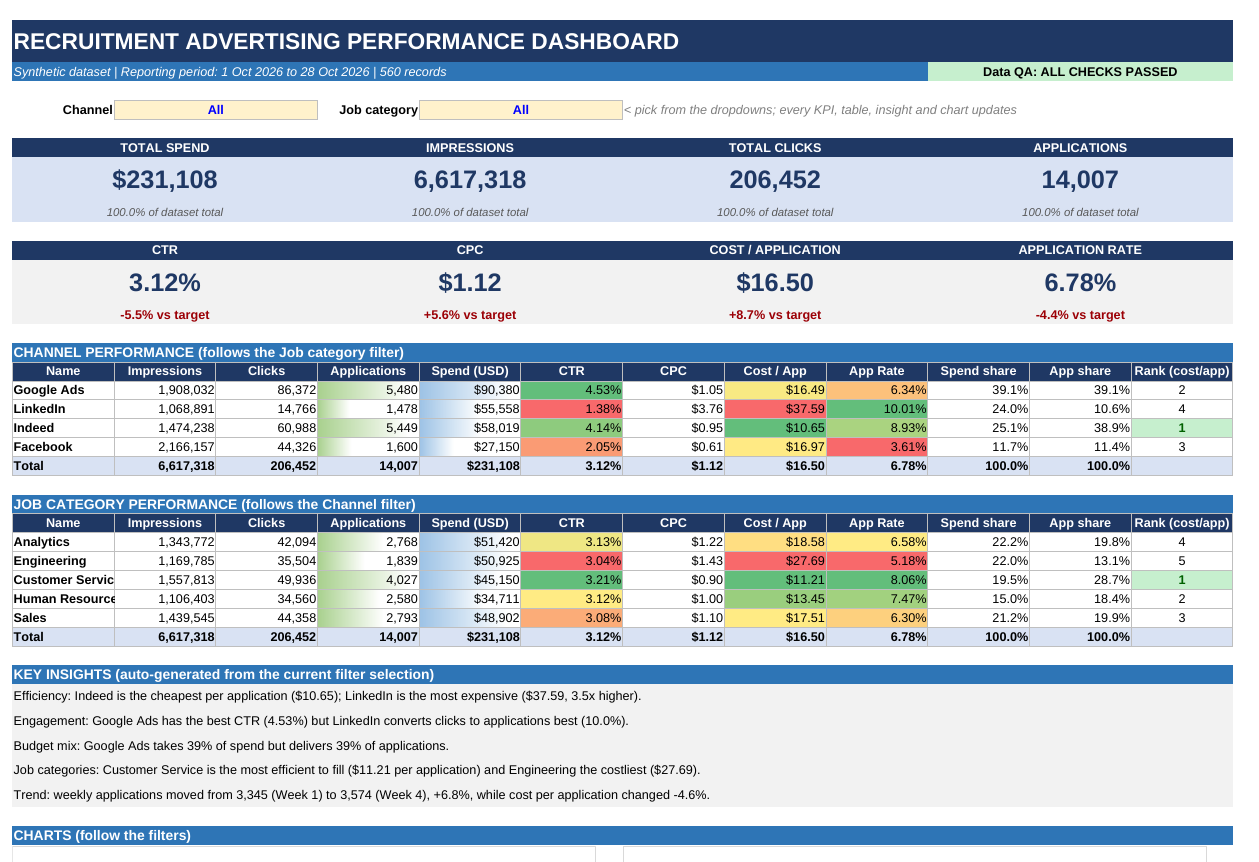 RECRUITMENT ADVERTISING PERFORMANCE DASHBOARD
Synthetic dataset | Reporting period: 1 Oct 2026 to 28 Oct 2026 | 560 records Data QA: ALL CHECKS PASSED
Channel All Job category All < pick from the dropdowns; every KPI, table, insight and chart updates
TOTAL SPEND IMPRESSIONS TOTAL CLICKS APPLICATIONS
$231,108 6,617,318 206,452 14,007
100.0% of dataset total 100.0% of dataset total 100.0% of dataset total 100.0% of dataset total
CTR CPC COST / APPLICATION APPLICATION RATE
3.12% $1.12 $16.50 6.78%
-5.5% vs target +5.6% vs target +8.7% vs target -4.4% vs target
CHANNEL PERFORMANCE (follows the Job category filter)
Name Impressions Clicks Applications Spend (USD) CTR CPC Cost / App App Rate Spend share App share Rank (cost/app)
Google Ads 1,908,032 86,372 5,480 $90,380 4.53% $1.05 $16.49 6.34% 39.1% 39.1% 2
LinkedIn 1,068,891 14,766 1,478 $55,558 1.38% $3.76 $37.59 10.01% 24.0% 10.6% 4
Indeed 1,474,238 60,988 5,449 $58,019 4.14% $0.95 $10.65 8.93% 25.1% 38.9% 1
Facebook 2,166,157 44,326 1,600 $27,150 2.05% $0.61 $16.97 3.61% 11.7% 11.4% 3
Total 6,617,318 206,452 14,007 $231,108 3.12% $1.12 $16.50 6.78% 100.0% 100.0%
JOB CATEGORY PERFORMANCE (follows the Channel filter)
Name Impressions Clicks Applications Spend (USD) CTR CPC Cost / App App Rate Spend share App share Rank (cost/app)
Analytics 1,343,772 42,094 2,768 $51,420 3.13% $1.22 $18.58 6.58% 22.2% 19.8% 4
Engineering 1,169,785 35,504 1,839 $50,925 3.04% $1.43 $27.69 5.18% 22.0% 13.1% 5
Customer Servic 1,557,813 49,936 4,027 $45,150 3.21% $0.90 $11.21 8.06% 19.5% 28.7% 1
Human Resource 1,106,403 34,560 2,580 $34,711 3.12% $1.00 $13.45 7.47% 15.0% 18.4% 2
Sales 1,439,545 44,358 2,793 $48,902 3.08% $1.10 $17.51 6.30% 21.2% 19.9% 3
Total 6,617,318 206,452 14,007 $231,108 3.12% $1.12 $16.50 6.78% 100.0% 100.0%
KEY INSIGHTS (auto-generated from the current filter selection)
Efficiency: Indeed is the cheapest per application ($10.65); LinkedIn is the most expensive ($37.59, 3.5x higher).
Engagement: Google Ads has the best CTR (4.53%) but LinkedIn converts clicks to applications best (10.0%).
Budget mix: Google Ads takes 39% of spend but delivers 39% of applications.
Job categories: Customer Service is the most efficient to fill ($11.21 per application) and Engineering the costliest ($27.69).
Trend: weekly applications moved from 3,345 (Week 1) to 3,574 (Week 4), +6.8%, while cost per application changed -4.6%.
CHARTS (follow the filters)